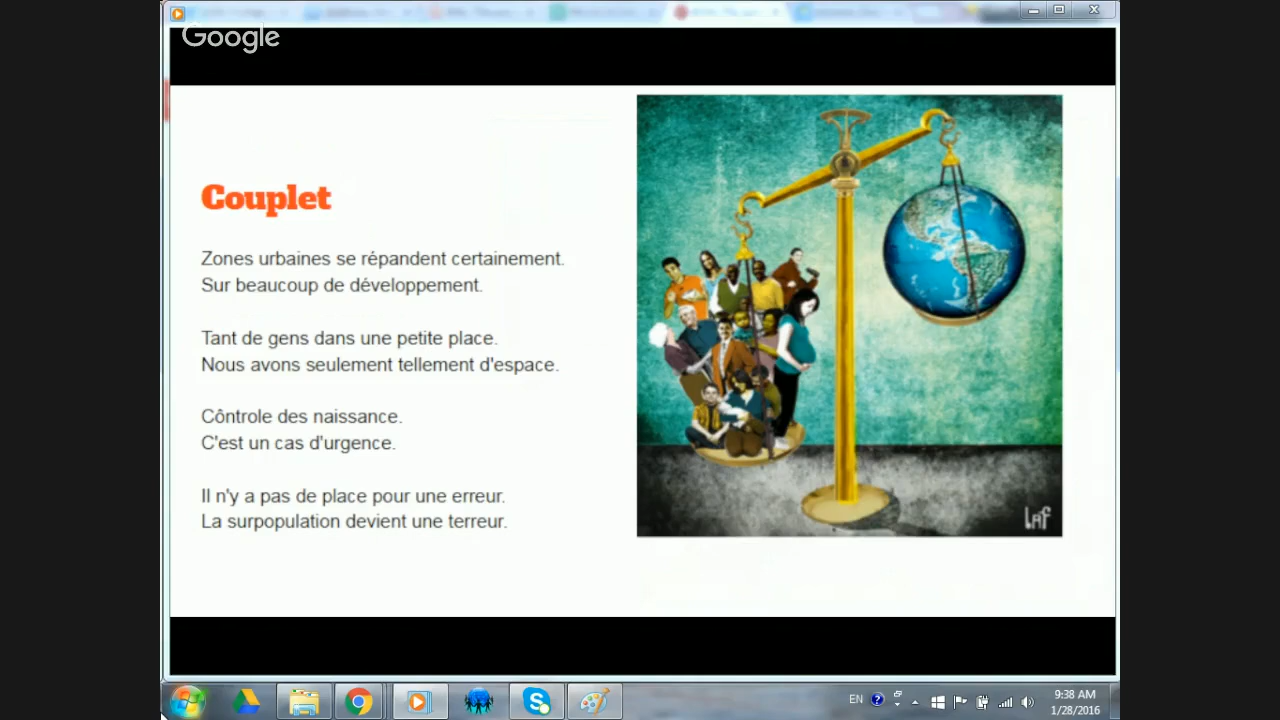 Google
Couplet
Zones urbaines se répandent certainement.
Sur beaucoup de développement.
Tant de gens dans une petite place.
Nous avons seulement tellement d'espace.
Côntrole des naissance.
C'est un cas d'urgence.
Il n'y a pas de place pour une erreur.
La surpopulation devient une terreur.
EN
9:38 AM
1/28/2016